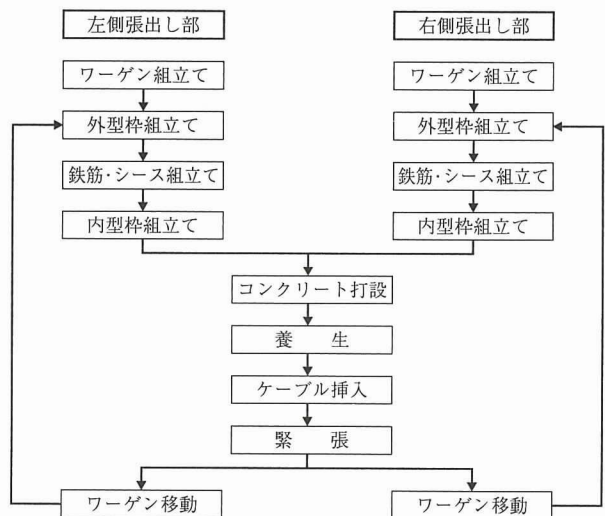 左側張出し部
右側張出し部
ワーゲン組立て
ワーゲン組立て
外型枠組立て
外型枠組立て
鉄筋・シース組立て
鉄筋・シース組立て
内型枠組立て
内型枠組立て
コンクリート打設
養　生
ケーブル挿入
緊　張
ワーゲン移動
ワーゲン移動